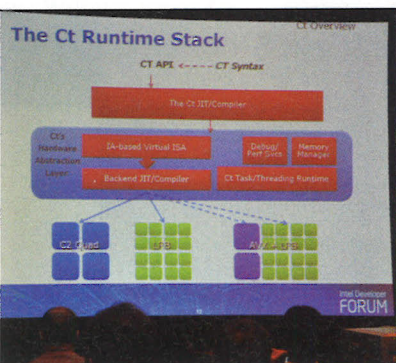 Ct Overview
The Ct Runtime Stack
CT API
CT Syntax
The Ct JIT/Compiler
Ct's
Hardware
Abstraction
Layer:
IA-based Virtual ISA
Debug/
Perf Svcs
Memory
Manager
Backend JIT/Compiler
Ct Task/Threading Runtime
C2 Quad
LRB
Intel Developer
FORUM